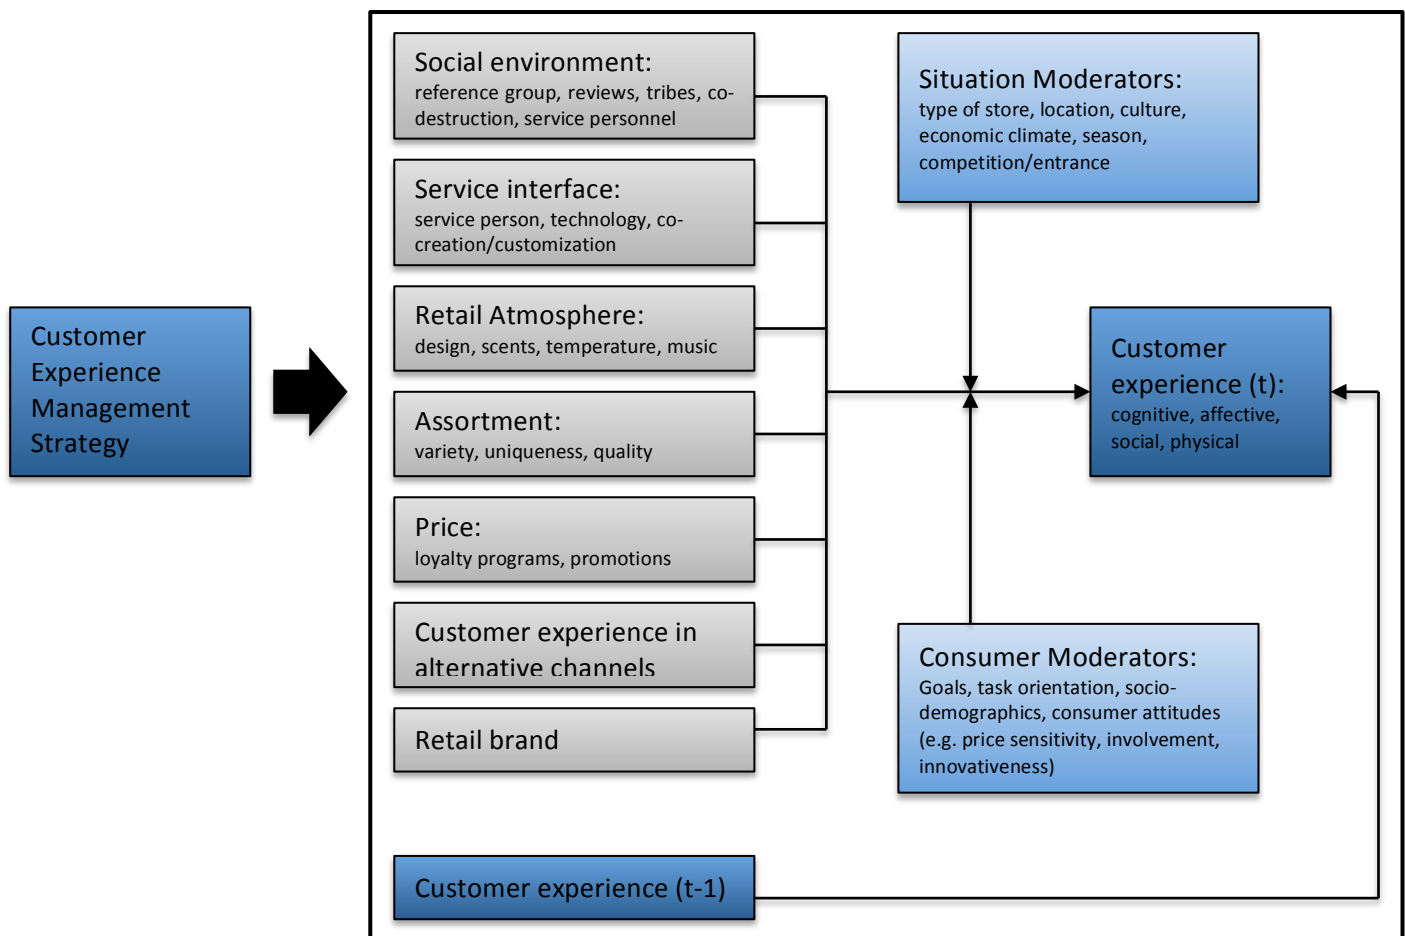 Customer
Experience
Management
Strategy
Social environment:
reference group, reviews, tribes, co-
destruction, service personnel
Service interface:
service person, technology, co-
creation/customization
Retail Atmosphere:
design, scents, temperature, music
Assortment:
variety, uniqueness, quality
Price:
loyalty programs, promotions
Customer experience in
alternative channels
Retail brand
Customer experience (t-1)
Situation Moderators:
type of store, location, culture,
economic climate, season,
competition/entrance
Consumer Moderators:
Goals, task orientation, socio-
demographics, consumer attitudes
(e.g. price sensitivity, involvement,
innovativeness)
Customer
experience (t):
cognitive, affective,
social, physical